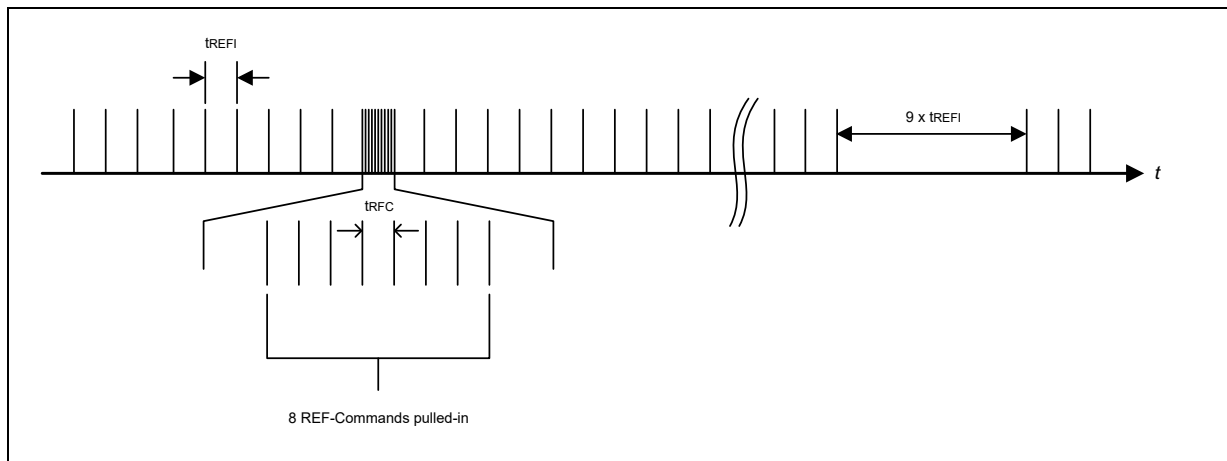 tREFI
9 x tREFI
t
tRFC
8 REF-Commands pulled-in